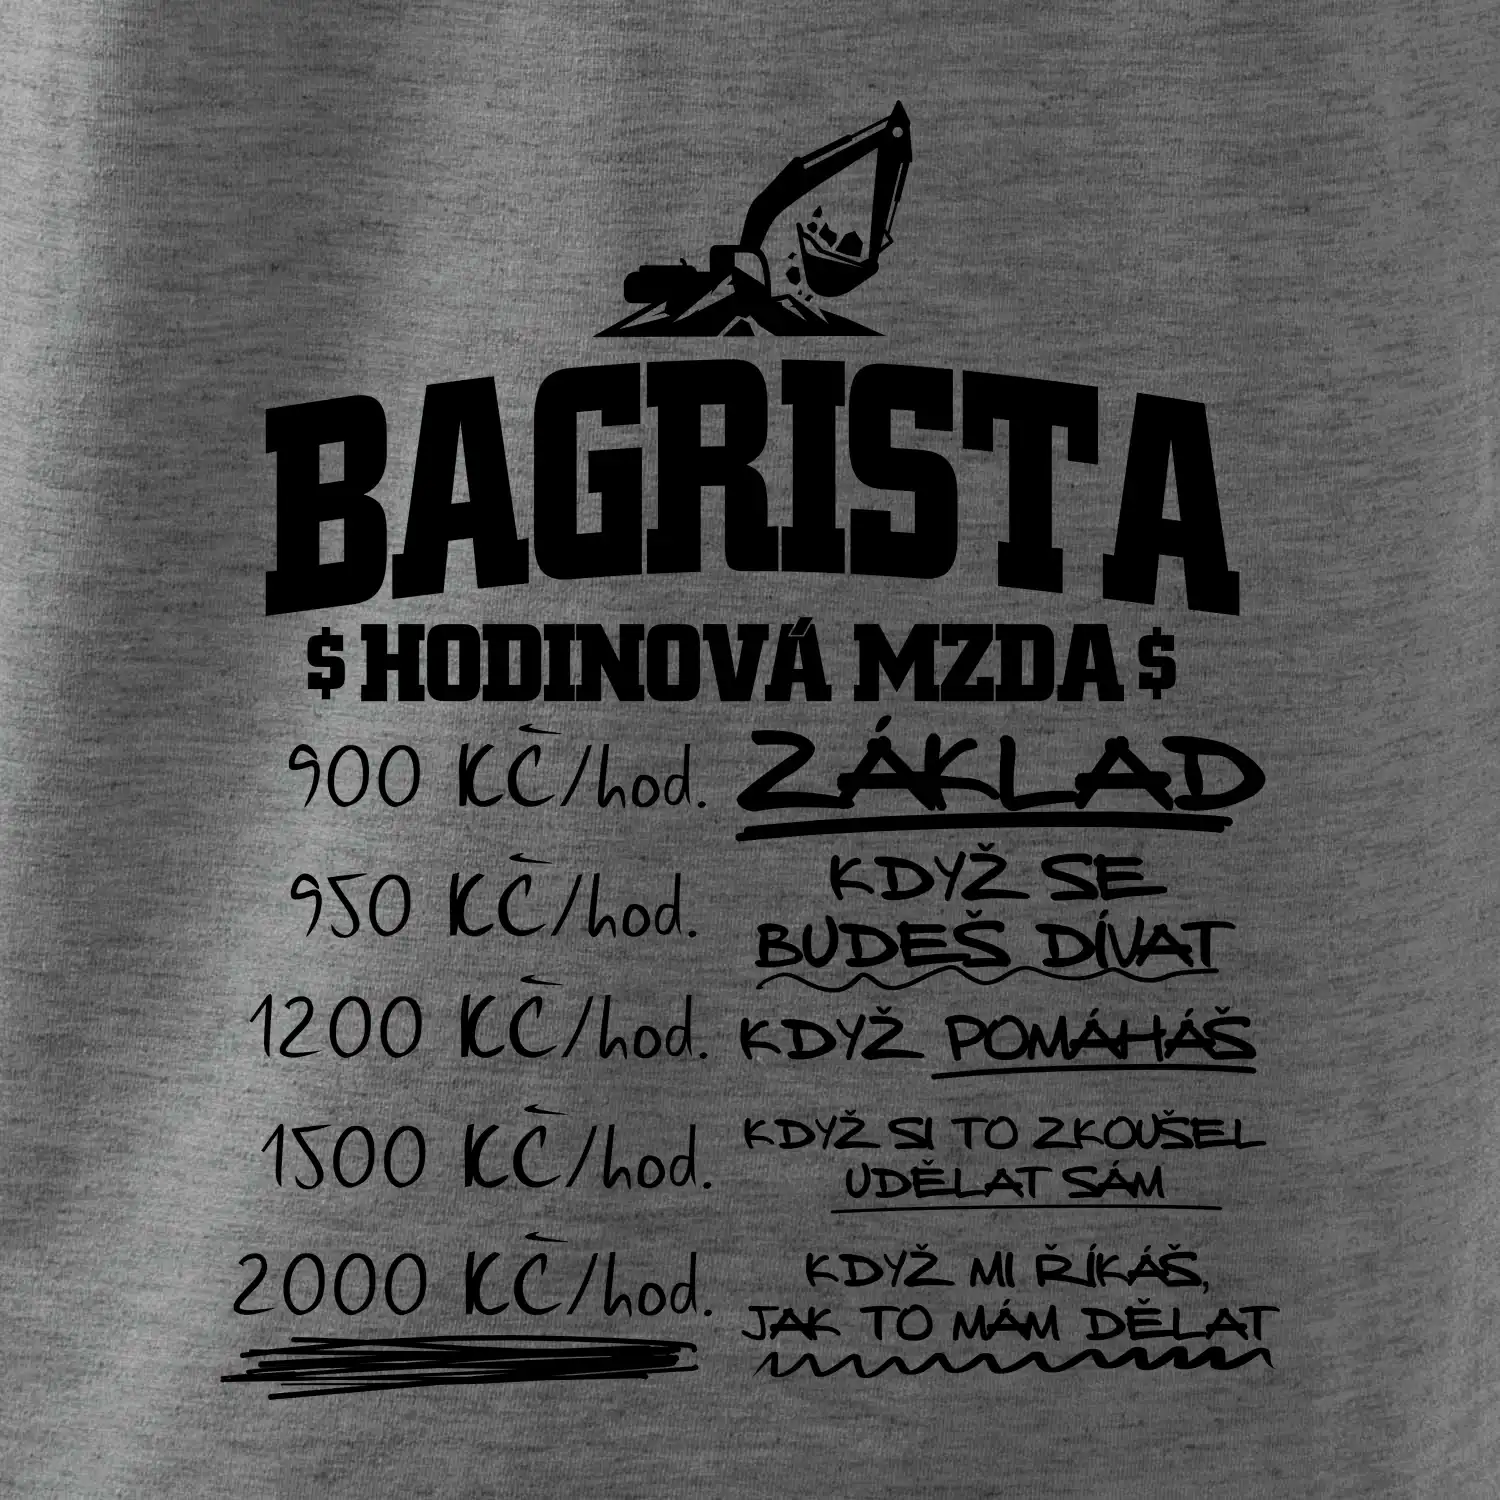 BAGRISTA
$ HODINOVÁ MZDA $
900 KČ/hod. ZÁKLAD
950 KČ/hod. KDYŽ SE
BUDEŠ DÍVAT
1200 KČ/hod. KDYŽ POMÁHÁŠ
1500 KČ/hod. KDYŽ SI TO ZKOUŠEL
UDĚLAT SÁM
2000 KČ/hod. KDYŽ MI ŘÍKÁŠ,
JAK TO MÁM DĚLAT